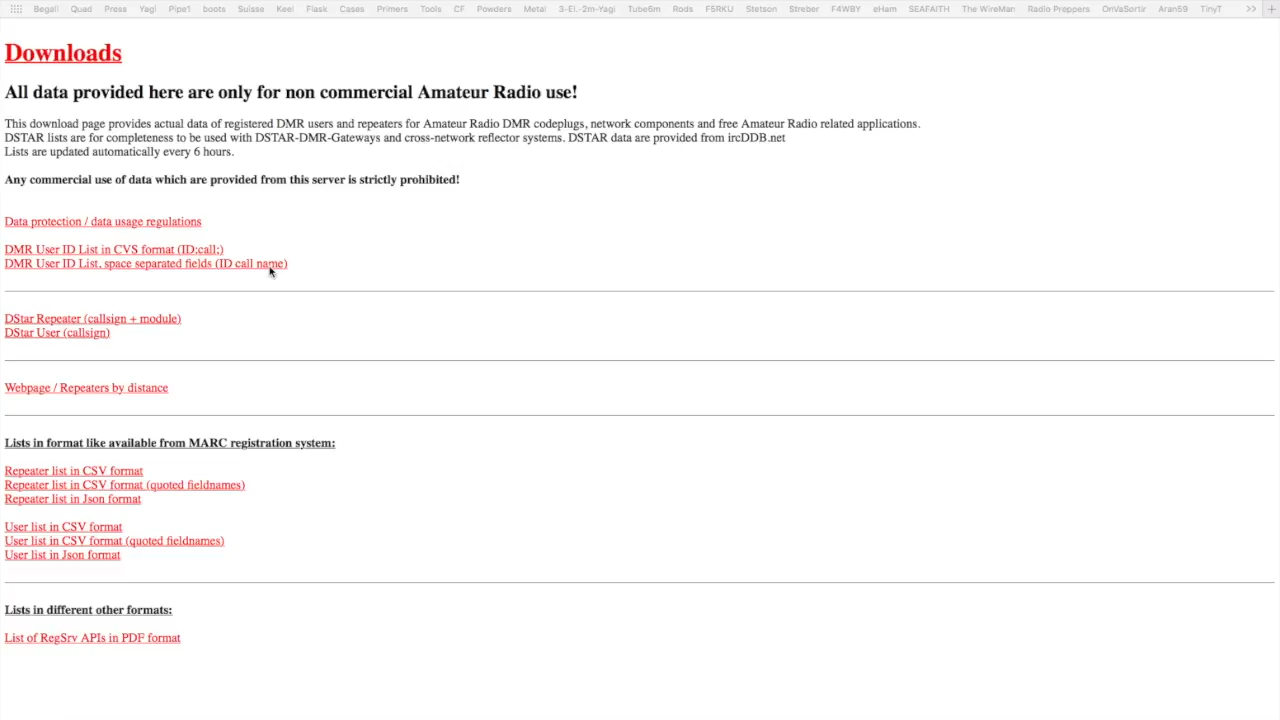 Begali Quad Press Yagi Pipe1 boots Suisse Keel Flask Cases Primers Tools CF Powders Metal 3-El.-2m-Yagi Tube6m Rods F5RKU Stetson Streber F4WBY eHam SEAFAITH The WireMan Radio Proppers OnVaSortir Aran59 TinyT >> +
Downloads
All data provided here are only for non commercial Amateur Radio use!
This download page provides actual data of registered DMR users and repeaters for Amateur Radio DMR codeplugs, network components and free Amateur Radio related applications.
DSTAR lists are for completeness to be used with DSTAR-DMR-Gateways and cross-network reflector systems. DSTAR data are provided from ircDDB.net
Lists are updated automatically every 6 hours.
Any commercial use of data which are provided from this server is strictly prohibited!
Data protection / data usage regulations
DMR User ID List in CVS format (ID;call;)
DMR User ID List, space separated fields (ID call name)
DStar Repeater (callsign + module)
DStar User (callsign)
Webpage / Repeaters by distance
Lists in format like available from MARC registration system:
Repeater list in CSV format
Repeater list in CSV format (quoted fieldnames)
Repeater list in Json format
User list in CSV format
User list in CSV format (quoted fieldnames)
User list in Json format
Lists in different other formats:
List of RegSrv APIs in PDF format